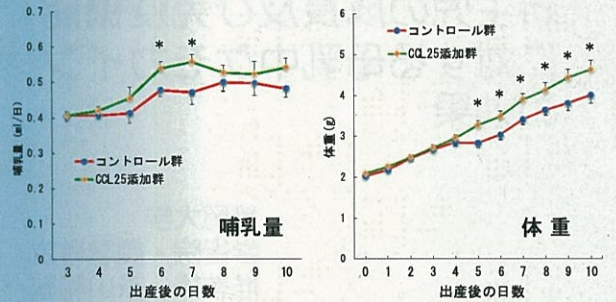 0.7
0.6
0.5
0.4
0.3
0.2
0.1
0
哺乳量 (ml/日)
* *
コントロール群
CCL25添加群
哺乳量
3 4 5 6 7 8 9 10
出産後の日数
6
5
4
3
2
1
0
体重(g)
コントロール群
CCL25添加群
* * * * * *
体 重
0 1 2 3 4 5 6 7 8 9 10
出産後の日数